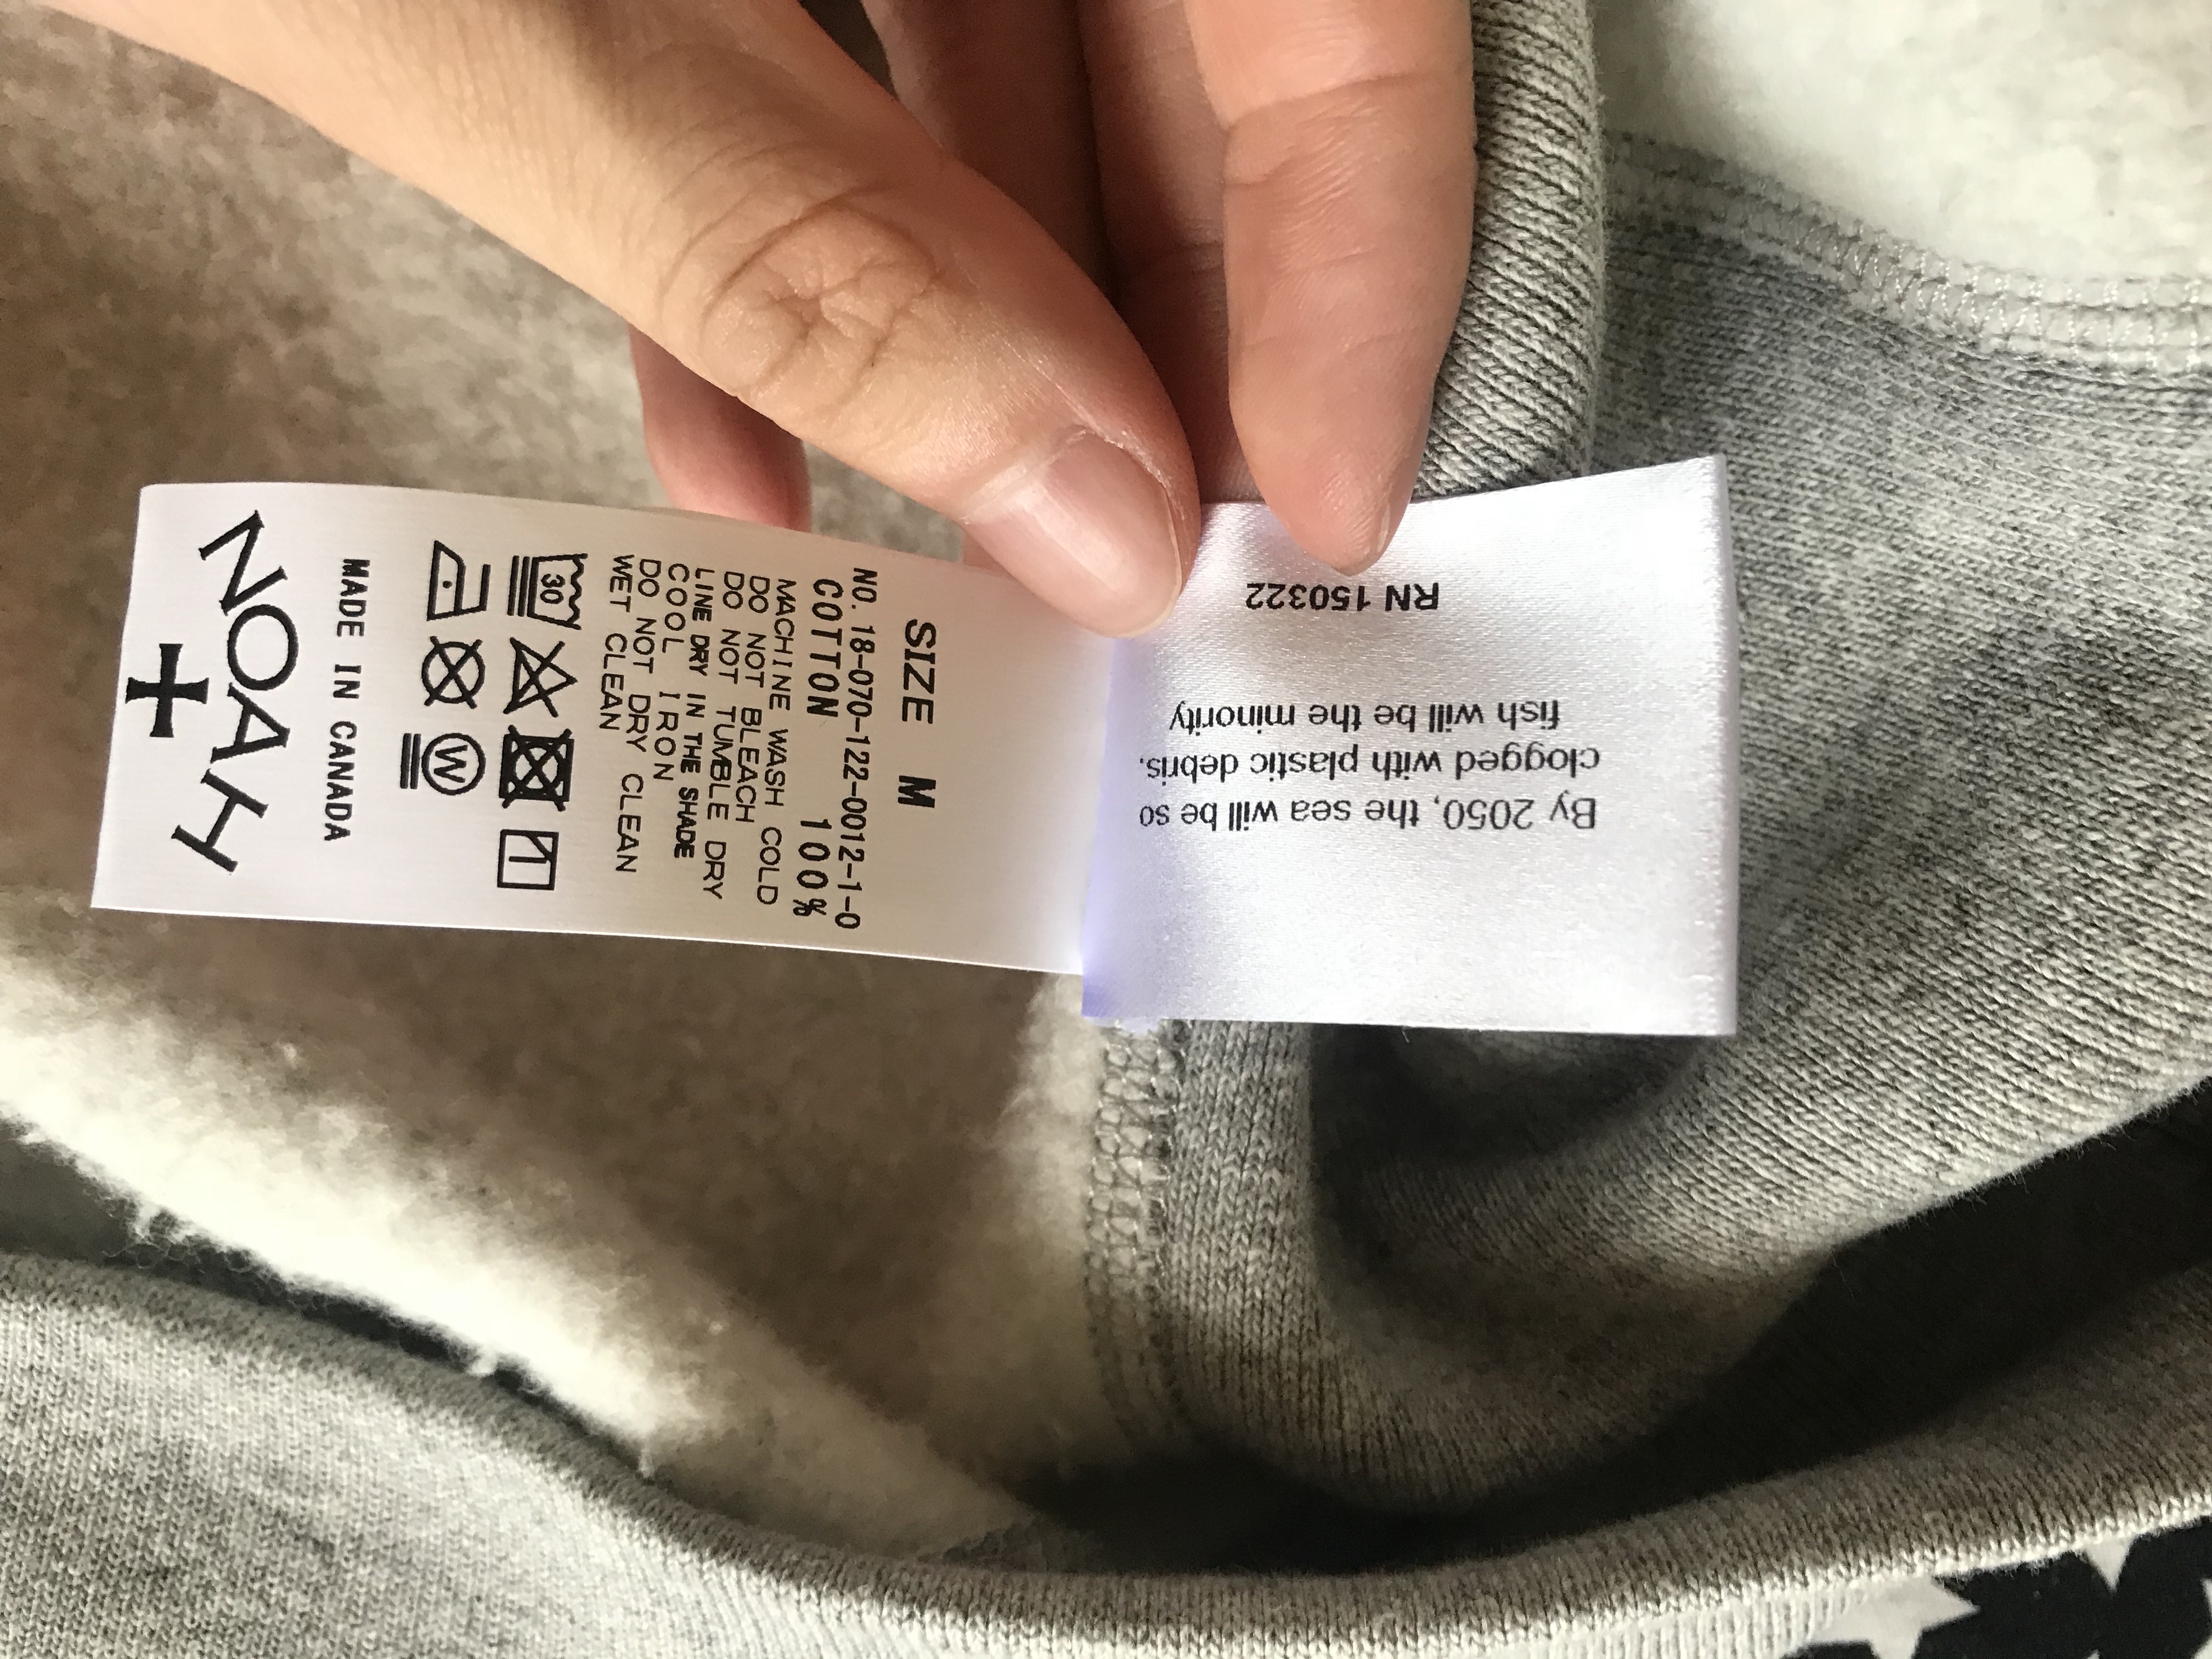 SIZE M
NO. 18-070-122-0012-1-0
COTTON 100%
MACHINE WASH COLD
DO NOT BLEACH
DO NOT TUMBLE DRY
LINE DRY IN THE SHADE
COOL IRON
DO NOT DRY CLEAN
WET CLEAN
30
W
MADE IN CANADA
NOAH
By 2050, the sea will be so
clogged with plastic debris.
fish will be the minority
RN 150322